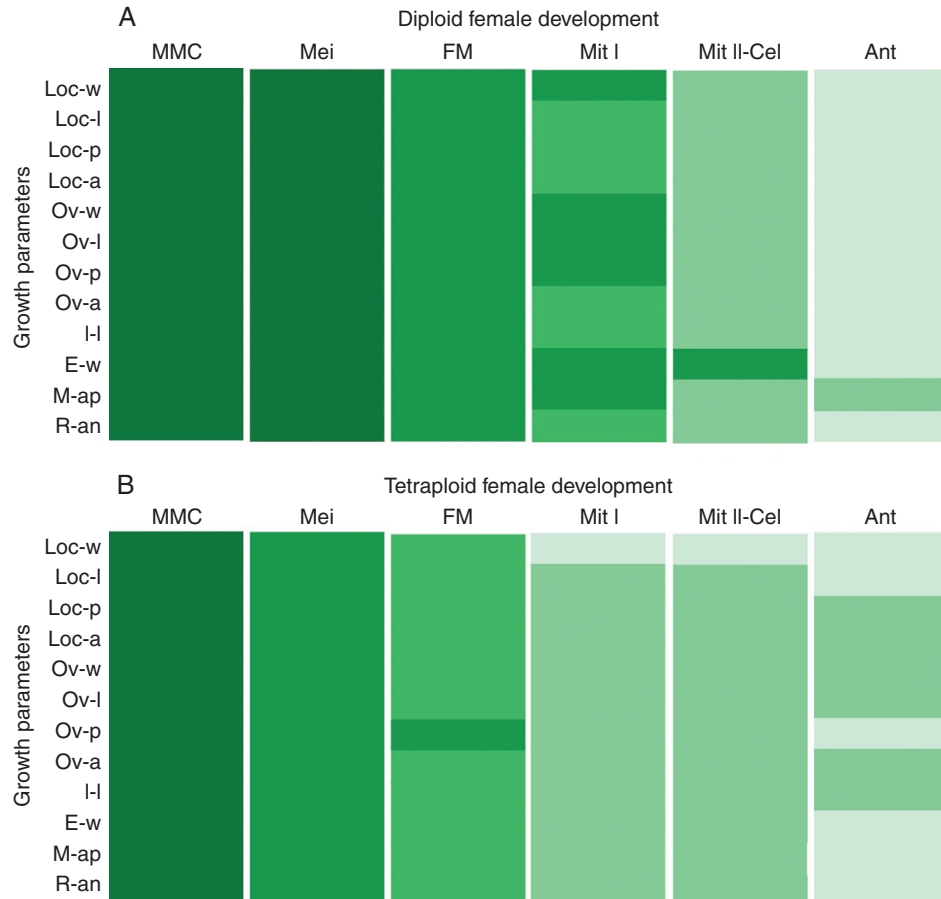 A
Diploid female development
MMC Mei FM Mit I Mit II-Cel Ant
Growth parameters
Loc-w
Loc-l
Loc-p
Loc-a
Ov-w
Ov-l
Ov-p
Ov-a
I-l
E-w
M-ap
R-an
B
Tetraploid female development
MMC Mei FM Mit I Mit II-Cel Ant
Growth parameters
Loc-w
Loc-l
Loc-p
Loc-a
Ov-w
Ov-l
Ov-p
Ov-a
I-l
E-w
M-ap
R-an